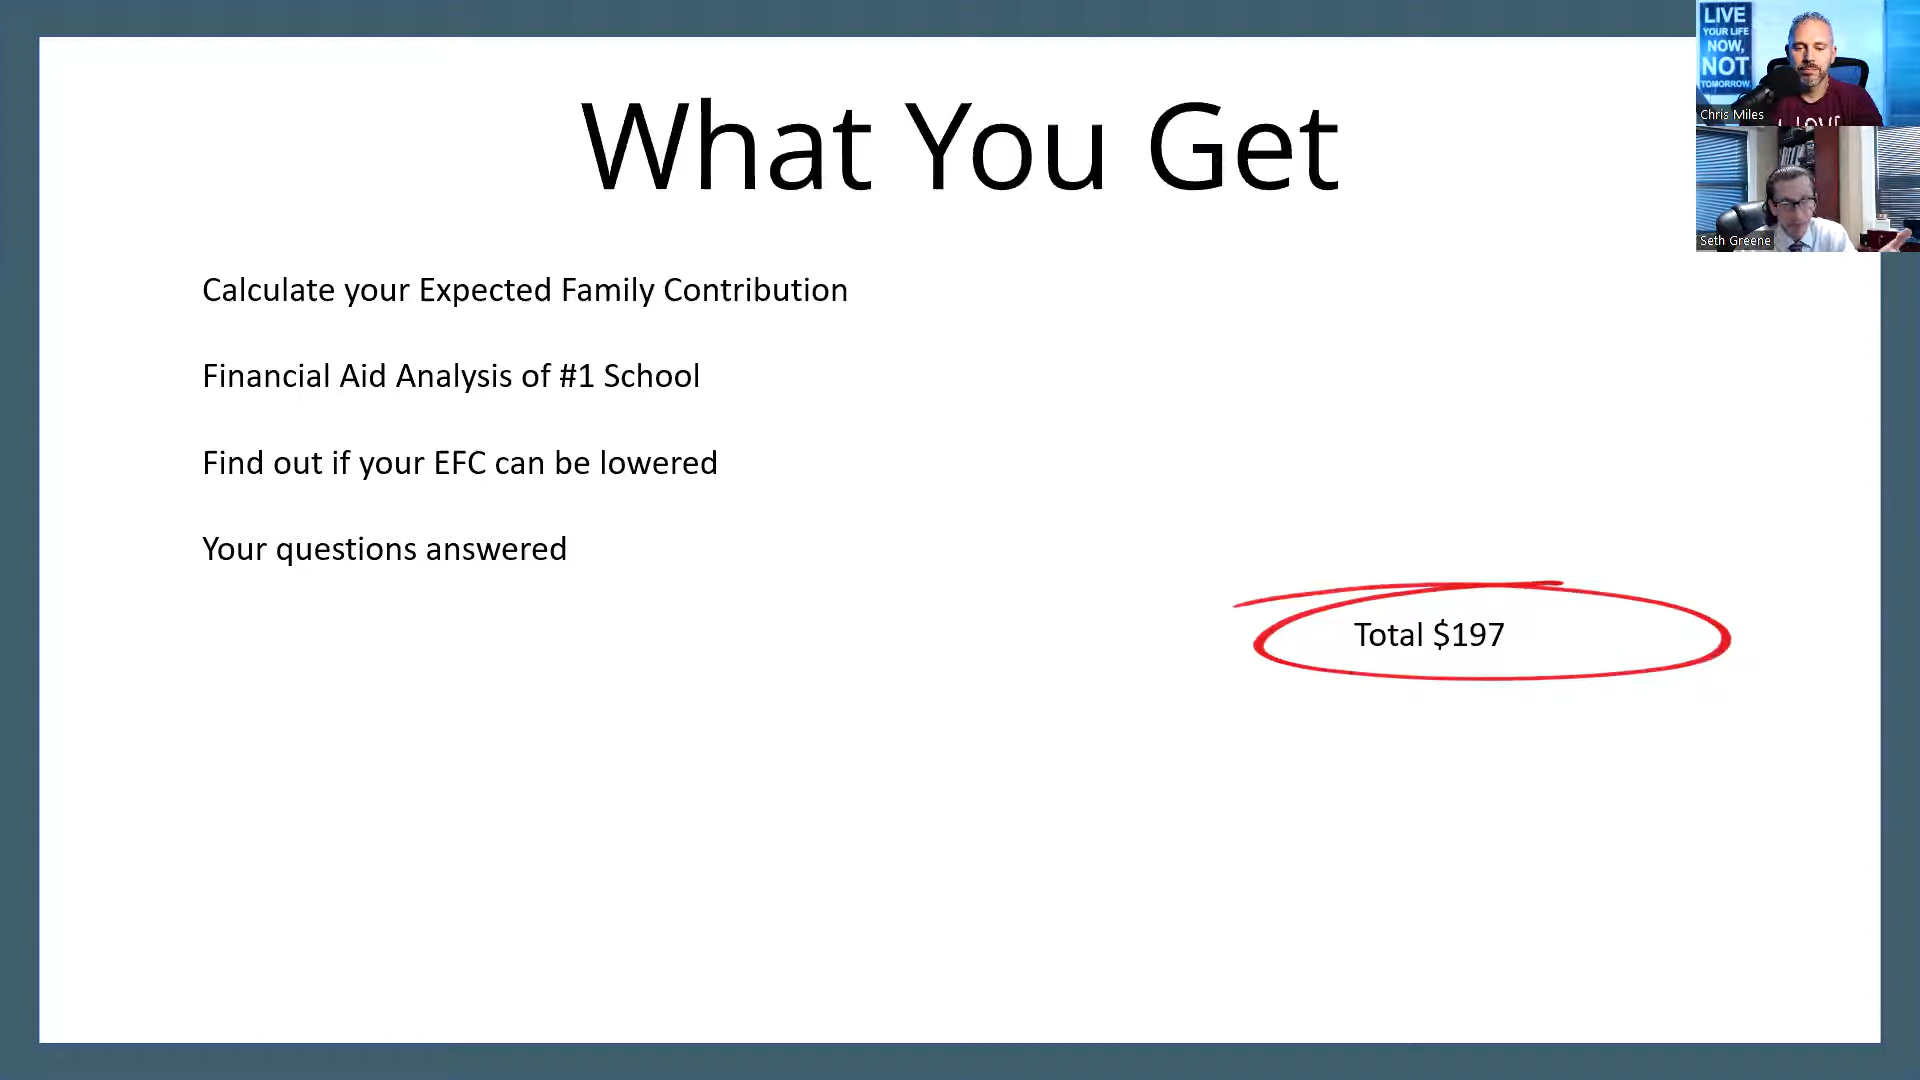 What You Get
Calculate your Expected Family Contribution
Financial Aid Analysis of #1 School
Find out if your EFC can be lowered
Your questions answered
Total $197
LIVE
YOUR LIFE
NOW,
NOT
TOMORROW
Chris Miles
I LOVE
Seth Greene